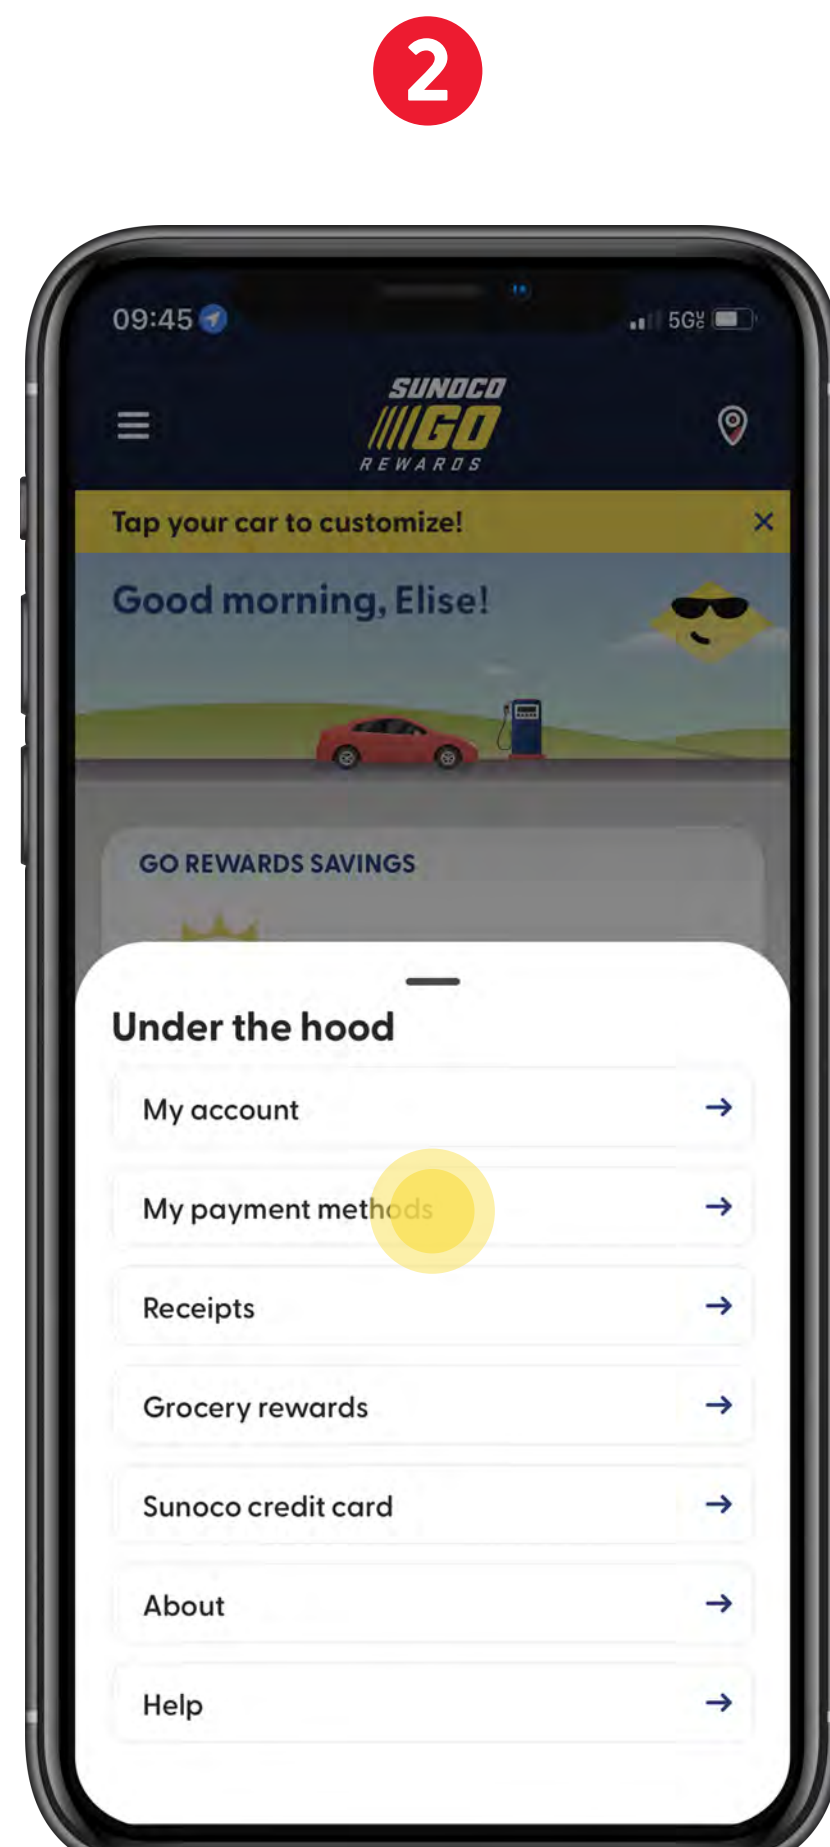 2
09:45
5G
SUNOCO
GO
REWARDS
Tap your car to customize!
Good morning, Elise!
GO REWARDS SAVINGS
Under the hood
My account
My payment methods
Receipts
Grocery rewards
Sunoco credit card
About
Help